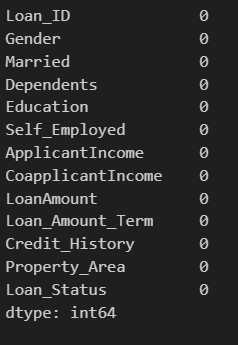 Loan_ID 0
Gender 0
Married 0
Dependents 0
Education 0
Self_Employed 0
ApplicantIncome 0
CoapplicantIncome 0
LoanAmount 0
Loan_Amount_Term 0
Credit_History 0
Property_Area 0
Loan_Status 0
dtype: int64